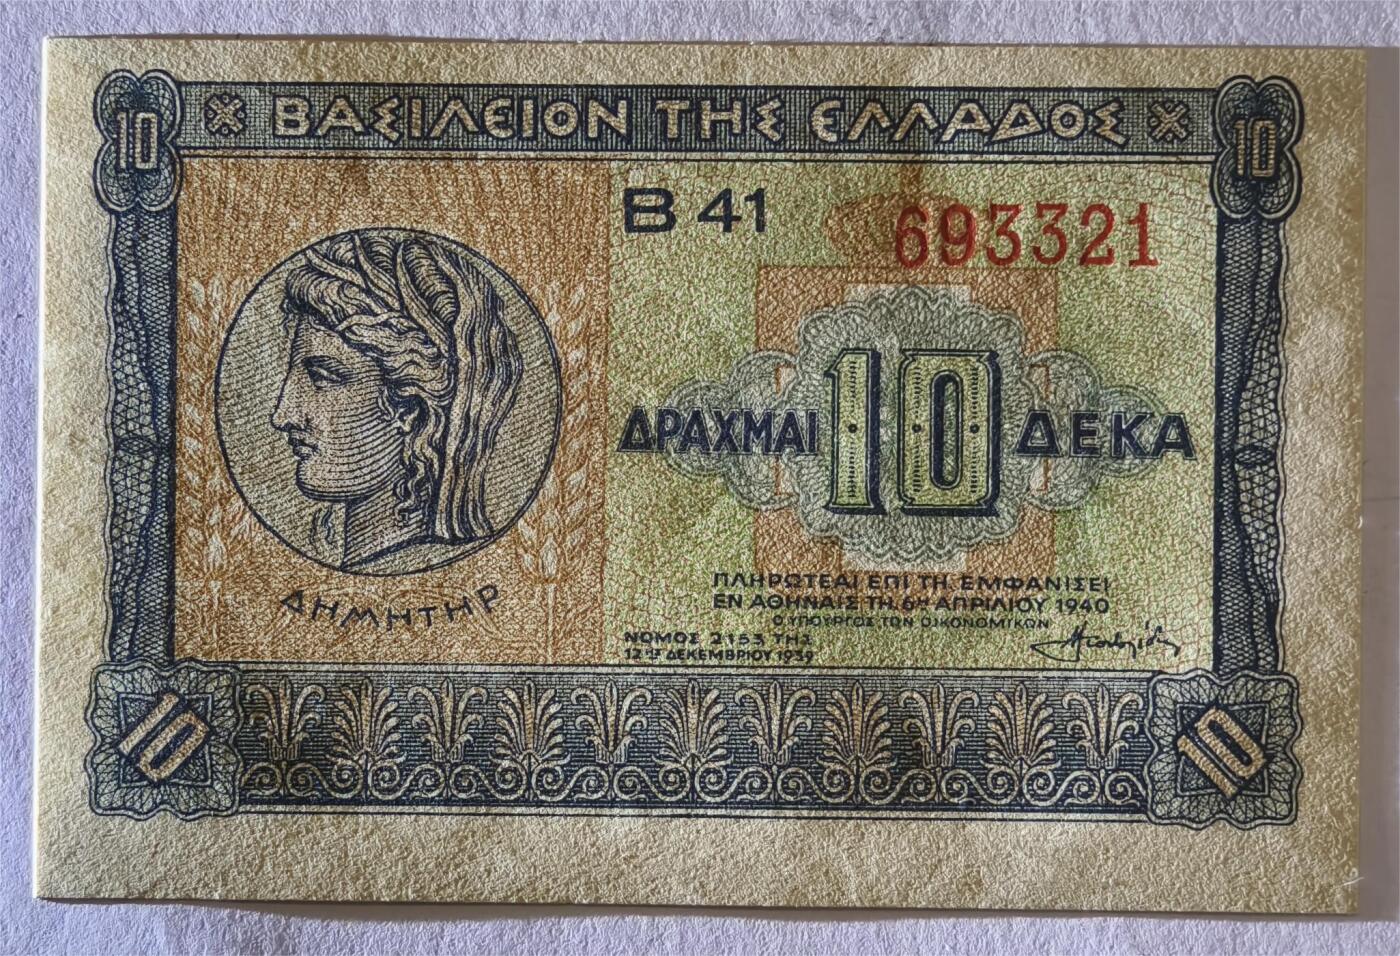 10 ΒΑΣΙΛΕΙΟΝ ΤΗΣ ΕΛΛΑΔΟΣ 10
Β 41 693321
ΔΡΑΧΜΑΙ 10 ΔΕΚΑ
ΔΗΜΗΤΗΡ
ΠΛΗΡΩΤΕΑΙ ΕΠΙ ΤΗ ΕΜΦΑΝΙΣΕΙ
ΕΝ ΑΘΗΝΑΙΣ ΤΗ 6ῃ ΑΠΡΙΛΙΟΥ 1940
Ο ΥΠΟΥΡΓΟΣ ΤΩΝ ΟΙΚΟΝΟΜΙΚΩΝ
ΝΟΜΟΣ 2153 ΤΗΣ
12ης ΔΕΚΕΜΒΡΙΟΥ 1939
10 10